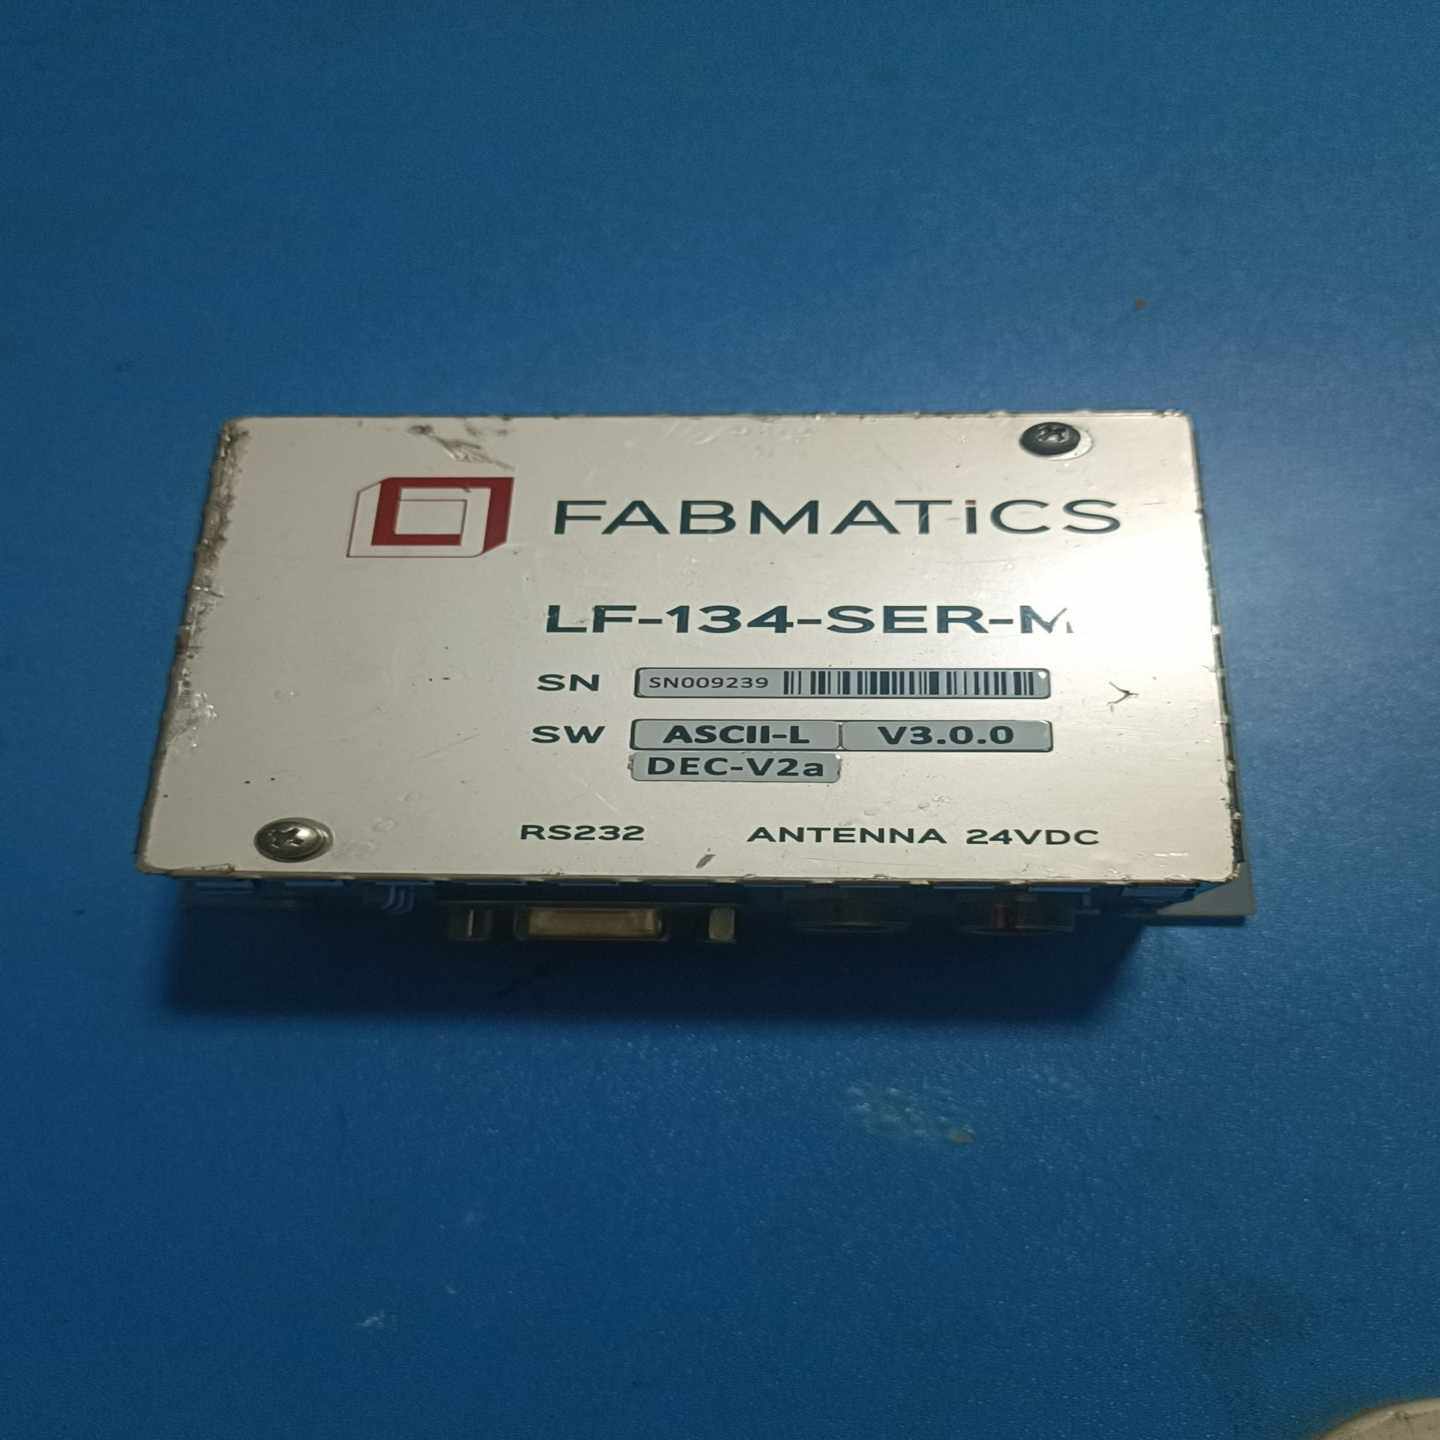 FABMATiCS
LF-134-SER-M
SN SN009239
SW ASCII-L V3.0.0
DEC-V2a
RS232 ANTENNA 24VDC